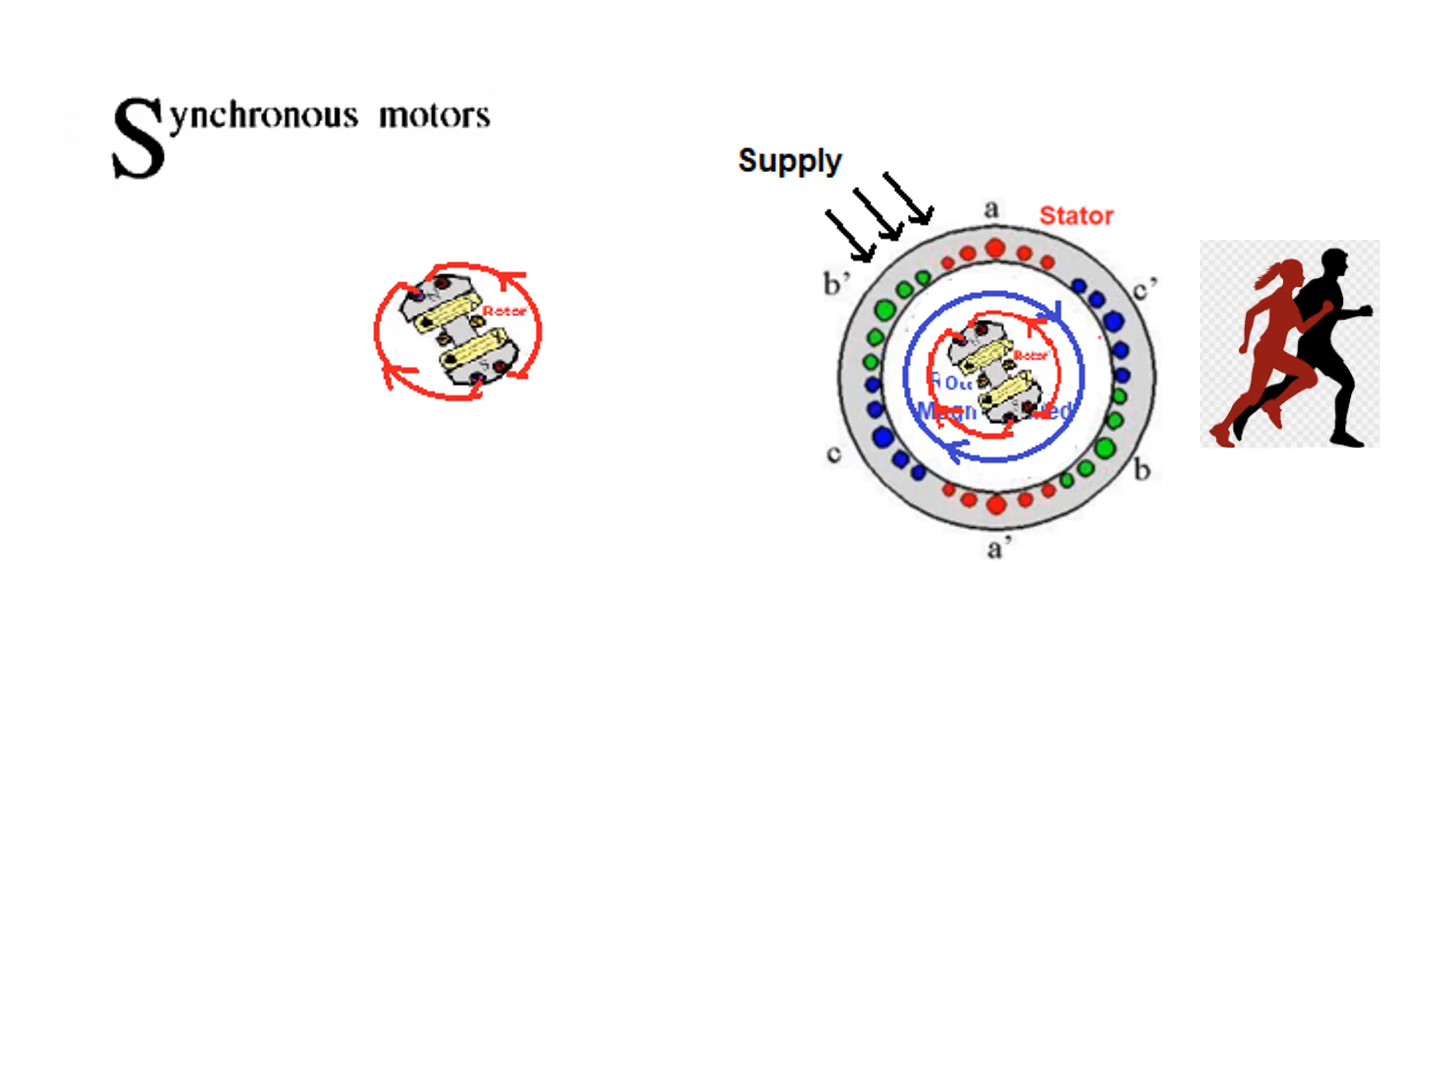 Synchronous motors
Supply
a
Stator
b’
c’
Rotor
Rotor
c
b
a’